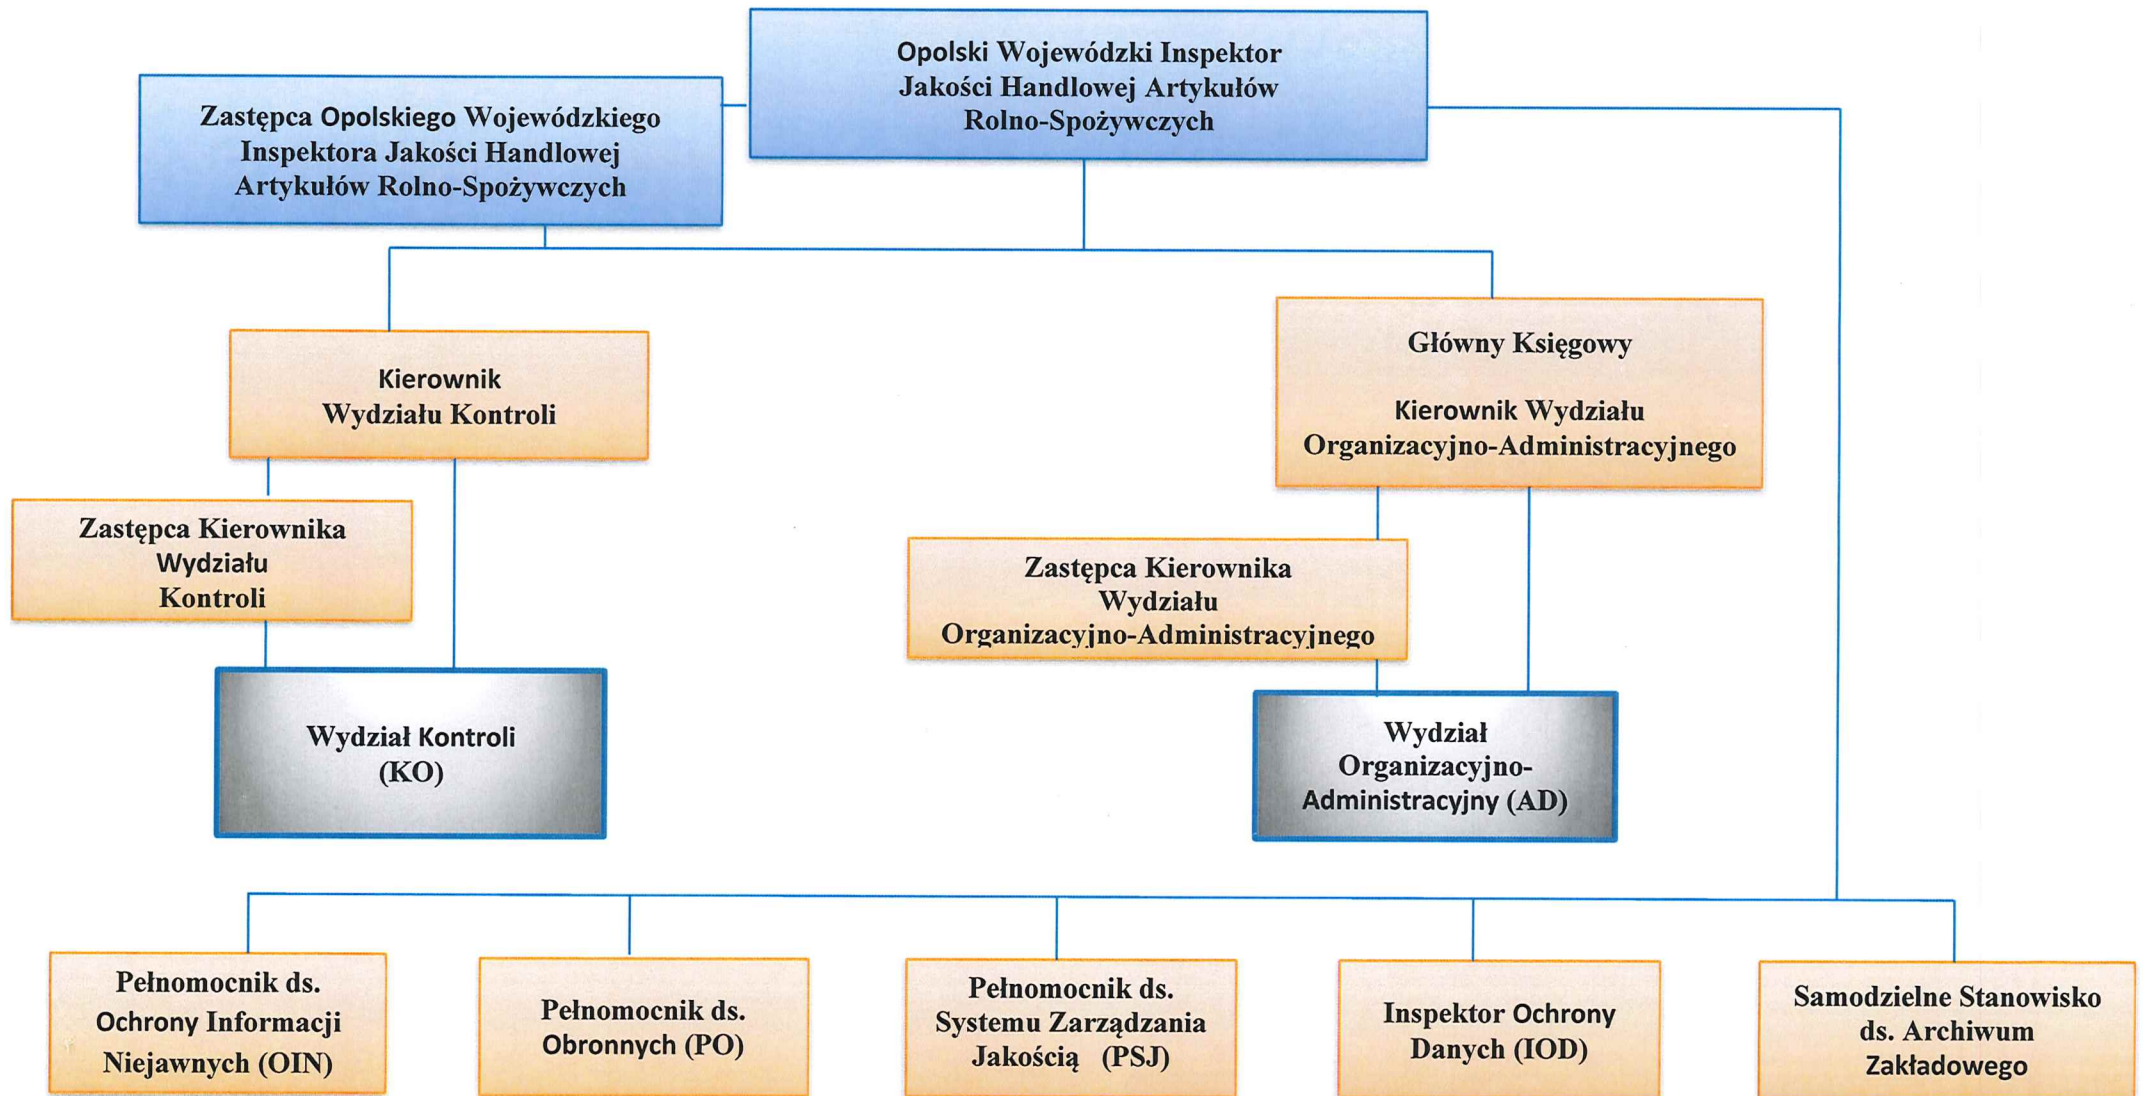 Opolski Wojewódzki Inspektor
Jakości Handlowej Artykułów
Rolno-Spożywczych
Zastępca Opolskiego Wojewódzkiego
Inspektora Jakości Handlowej
Artykułów Rolno-Spożywczych
Kierownik
Wydziału Kontroli
Główny Księgowy
Kierownik Wydziału
Organizacyjno-Administracyjnego
Zastępca Kierownika
Wydziału
Kontroli
Zastępca Kierownika
Wydziału
Organizacyjno-Administracyjnego
Wydział Kontroli
(KO)
Wydział
Organizacyjno-
Administracyjny (AD)
Pełnomocnik ds.
Ochrony Informacji
Niejawnych (OIN)
Pełnomocnik ds.
Obronnych (PO)
Pełnomocnik ds.
Systemu Zarządzania
Jakością (PSJ)
Inspektor Ochrony
Danych (IOD)
Samodzielne Stanowisko
ds. Archiwum
Zakładowego